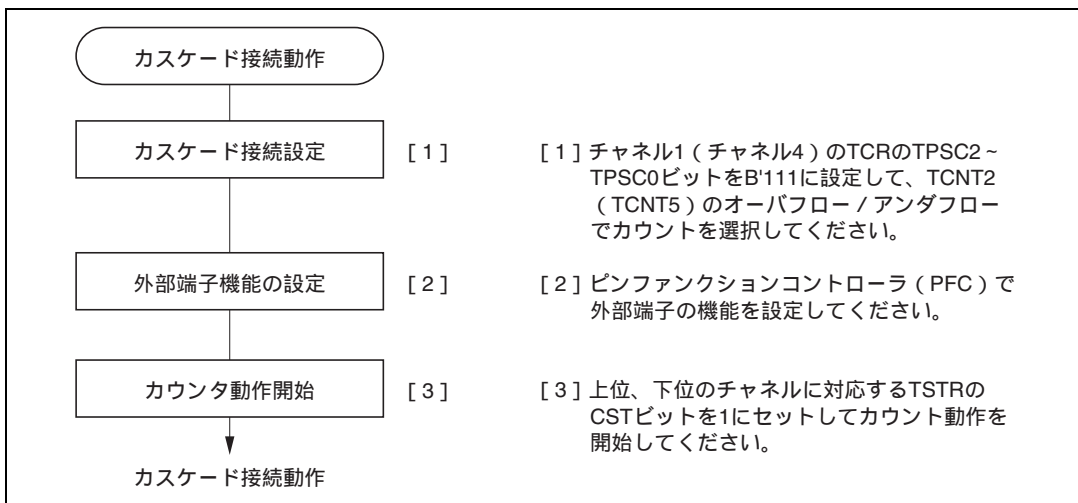 カスケード接続動作
カスケード接続設定 [1] [1] チャネル1(チャネル4)のTCRのTPSC2~
TPSC0ビットをB'111に設定して、TCNT2
(TCNT5)のオーバフロー/アンダフロー
でカウントを選択してください。
外部端子機能の設定 [2] [2] ピンファンクションコントローラ(PFC)で
外部端子の機能を設定してください。
カウンタ動作開始 [3] [3] 上位、下位のチャネルに対応するTSTRの
CSTビットを1にセットしてカウント動作を
開始してください。
カスケード接続動作